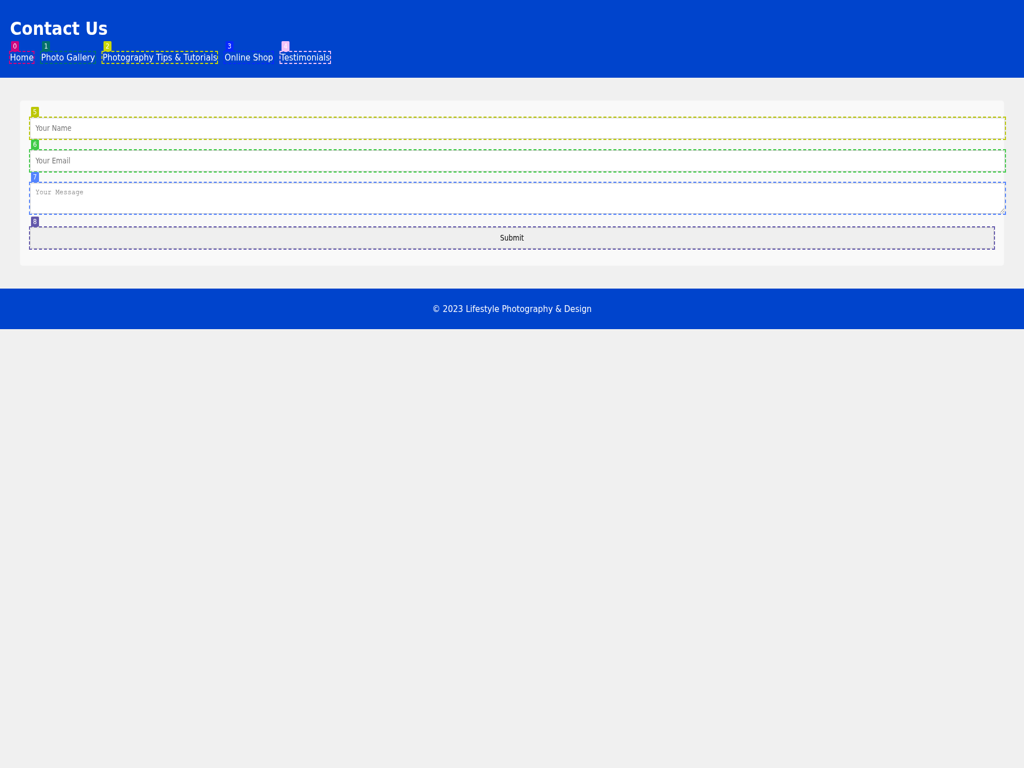 Contact Us
0 1 2 3 4
Home Photo Gallery Photography Tips & Tutorials Online Shop Testimonials
5
Your Name
6
Your Email
7
Your Message
8
Submit
© 2023 Lifestyle Photography & Design